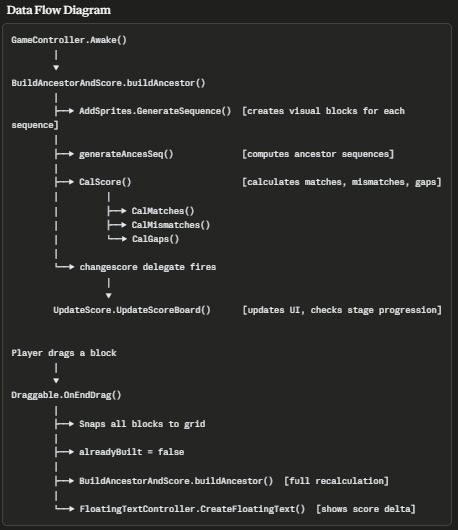 Data Flow Diagram
GameController.Awake()
BuildAncestorAndScore.buildAncestor()
AddSprites.GenerateSequence() [creates visual blocks for each
sequence]
generateAncesSeq() [computes ancestor sequences]
CalScore() [calculates matches, mismatches, gaps]
CalMatches()
CalMismatches()
CalGaps()
changescore delegate fires
UpdateScore.UpdateScoreBoard() [updates UI, checks stage progression]
Player drags a block
Draggable.OnEndDrag()
Snaps all blocks to grid
alreadyBuilt = false
BuildAncestorAndScore.buildAncestor() [full recalculation]
FloatingTextController.CreateFloatingText() [shows score delta]